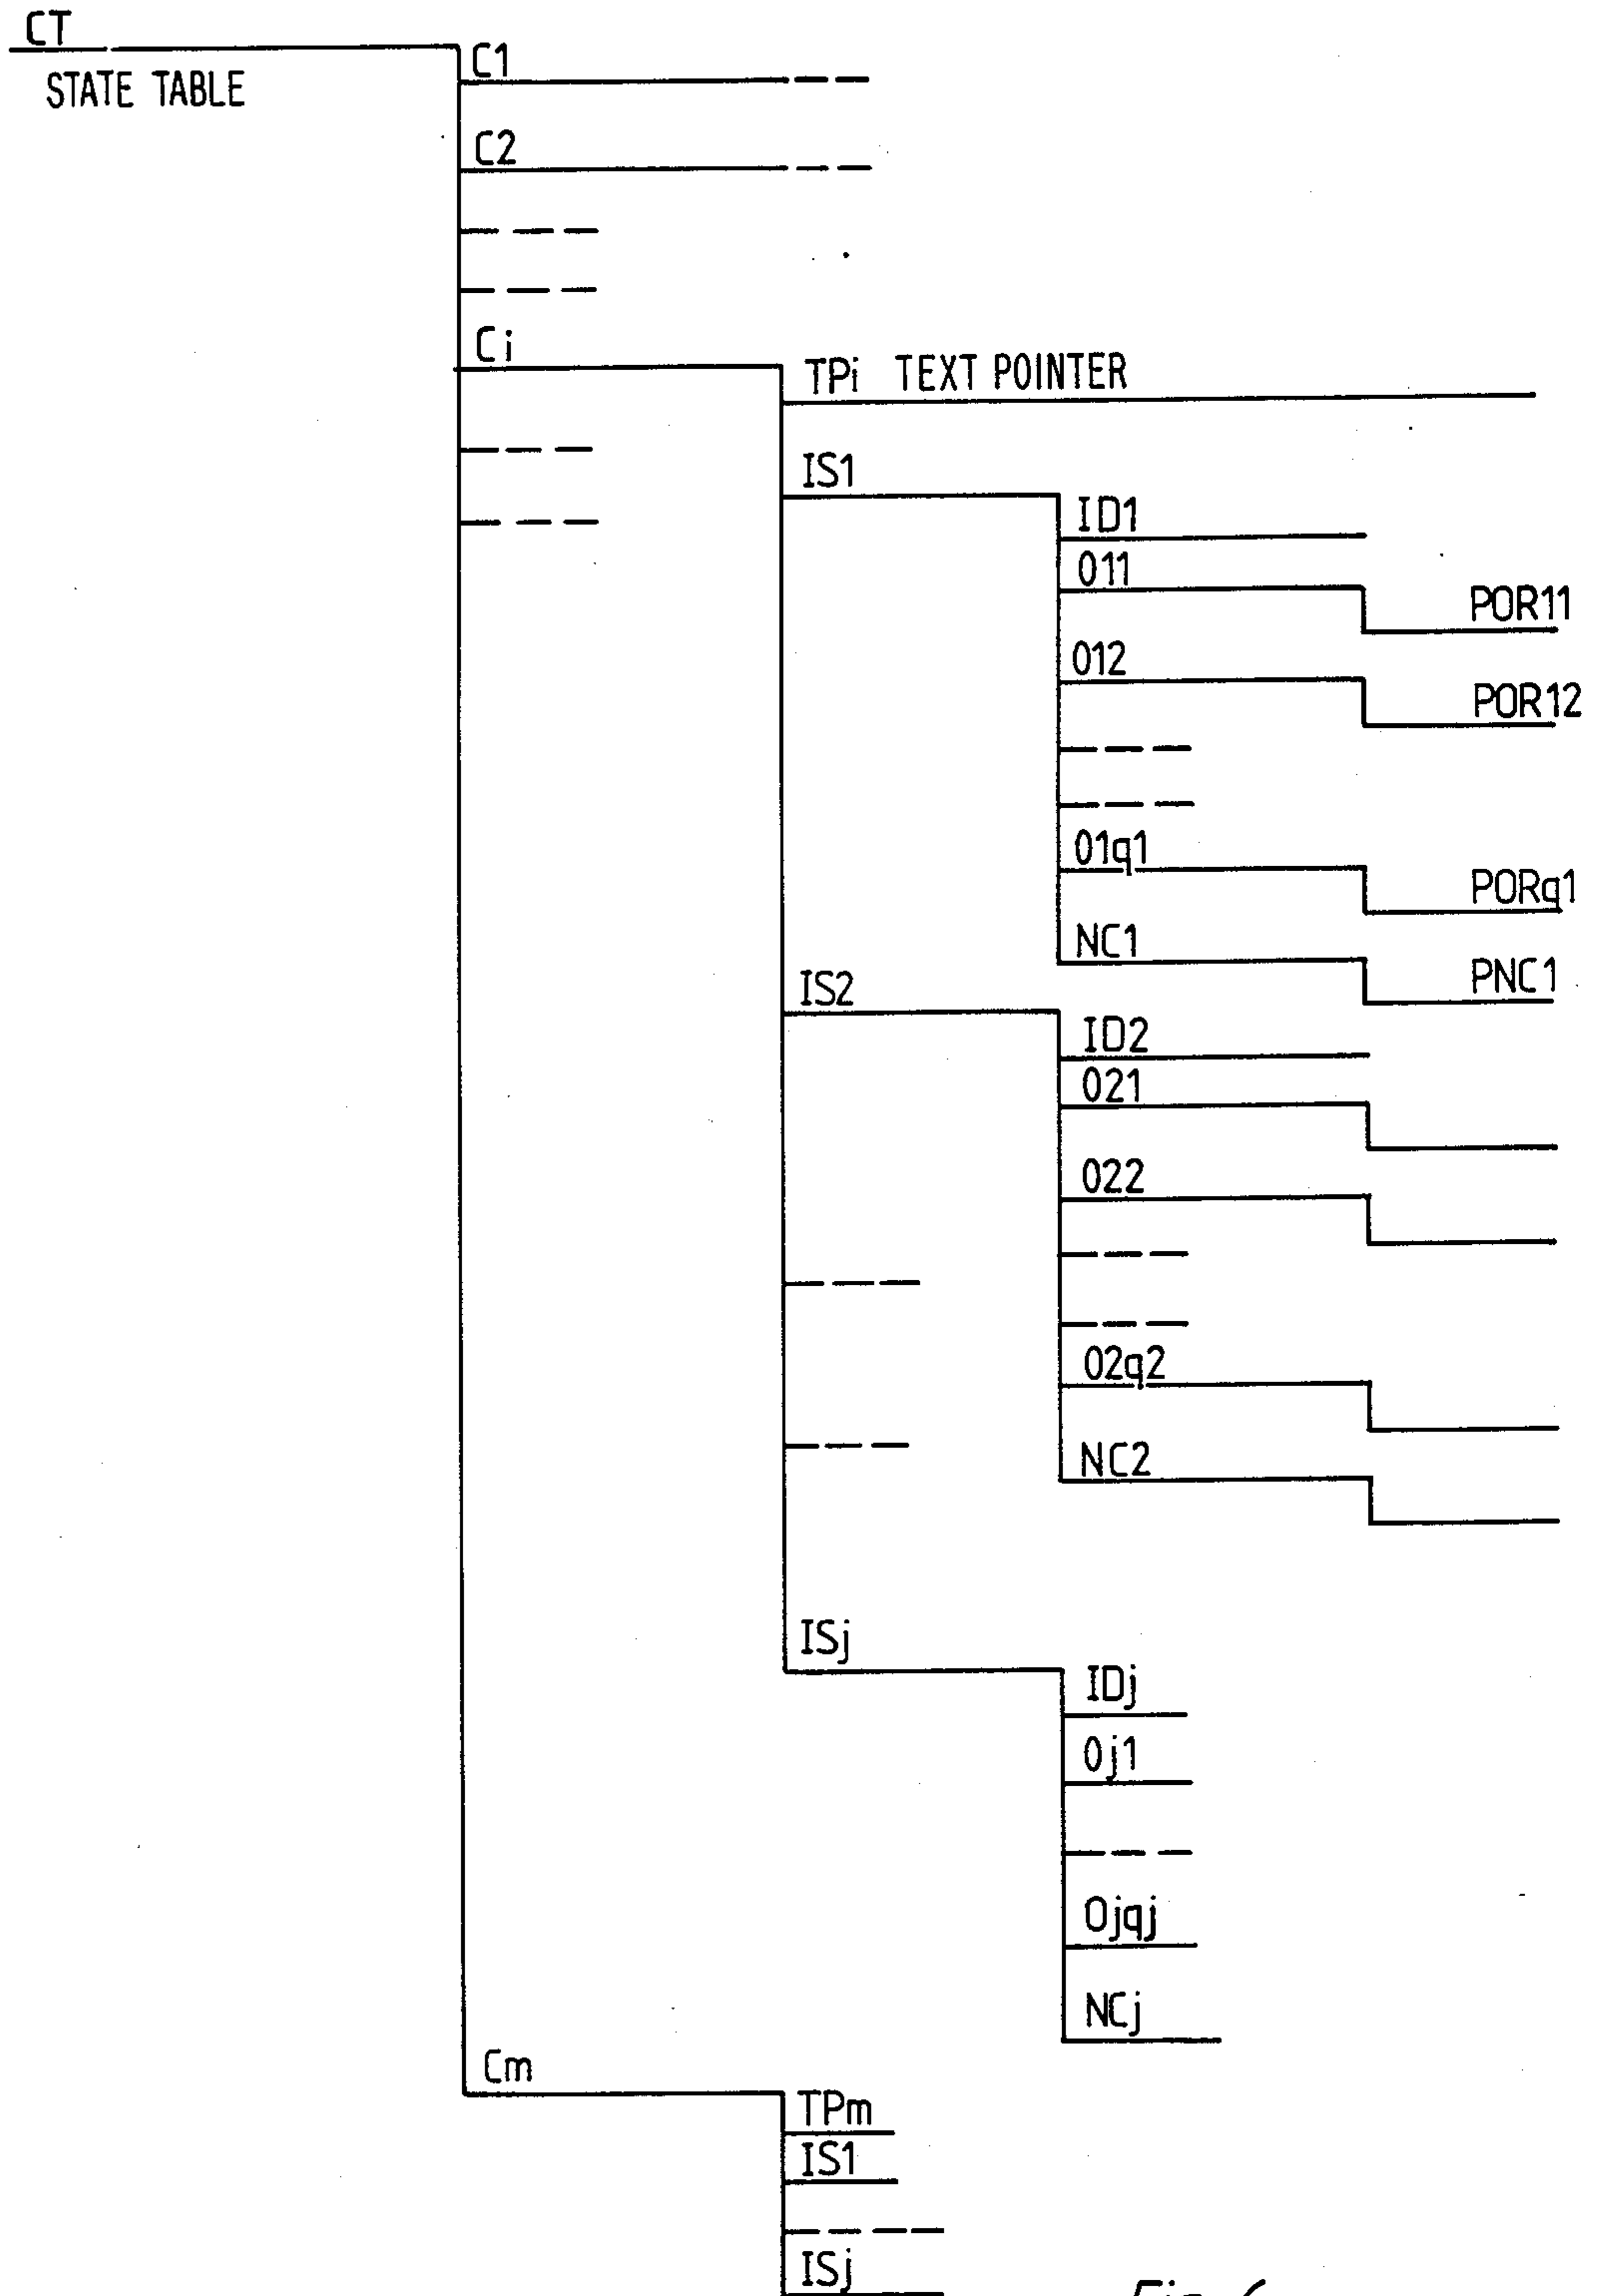 CT
STATE TABLE
C1
C2
Ci
TPi TEXT POINTER
IS1
ID1
011
POR11
012
POR12
01q1
PORq1
NC1
PNC1
IS2
ID2
021
022
02q2
NC2
ISj
IDj
0j1
0jqj
NCj
Cm
TPm
IS1
ISj